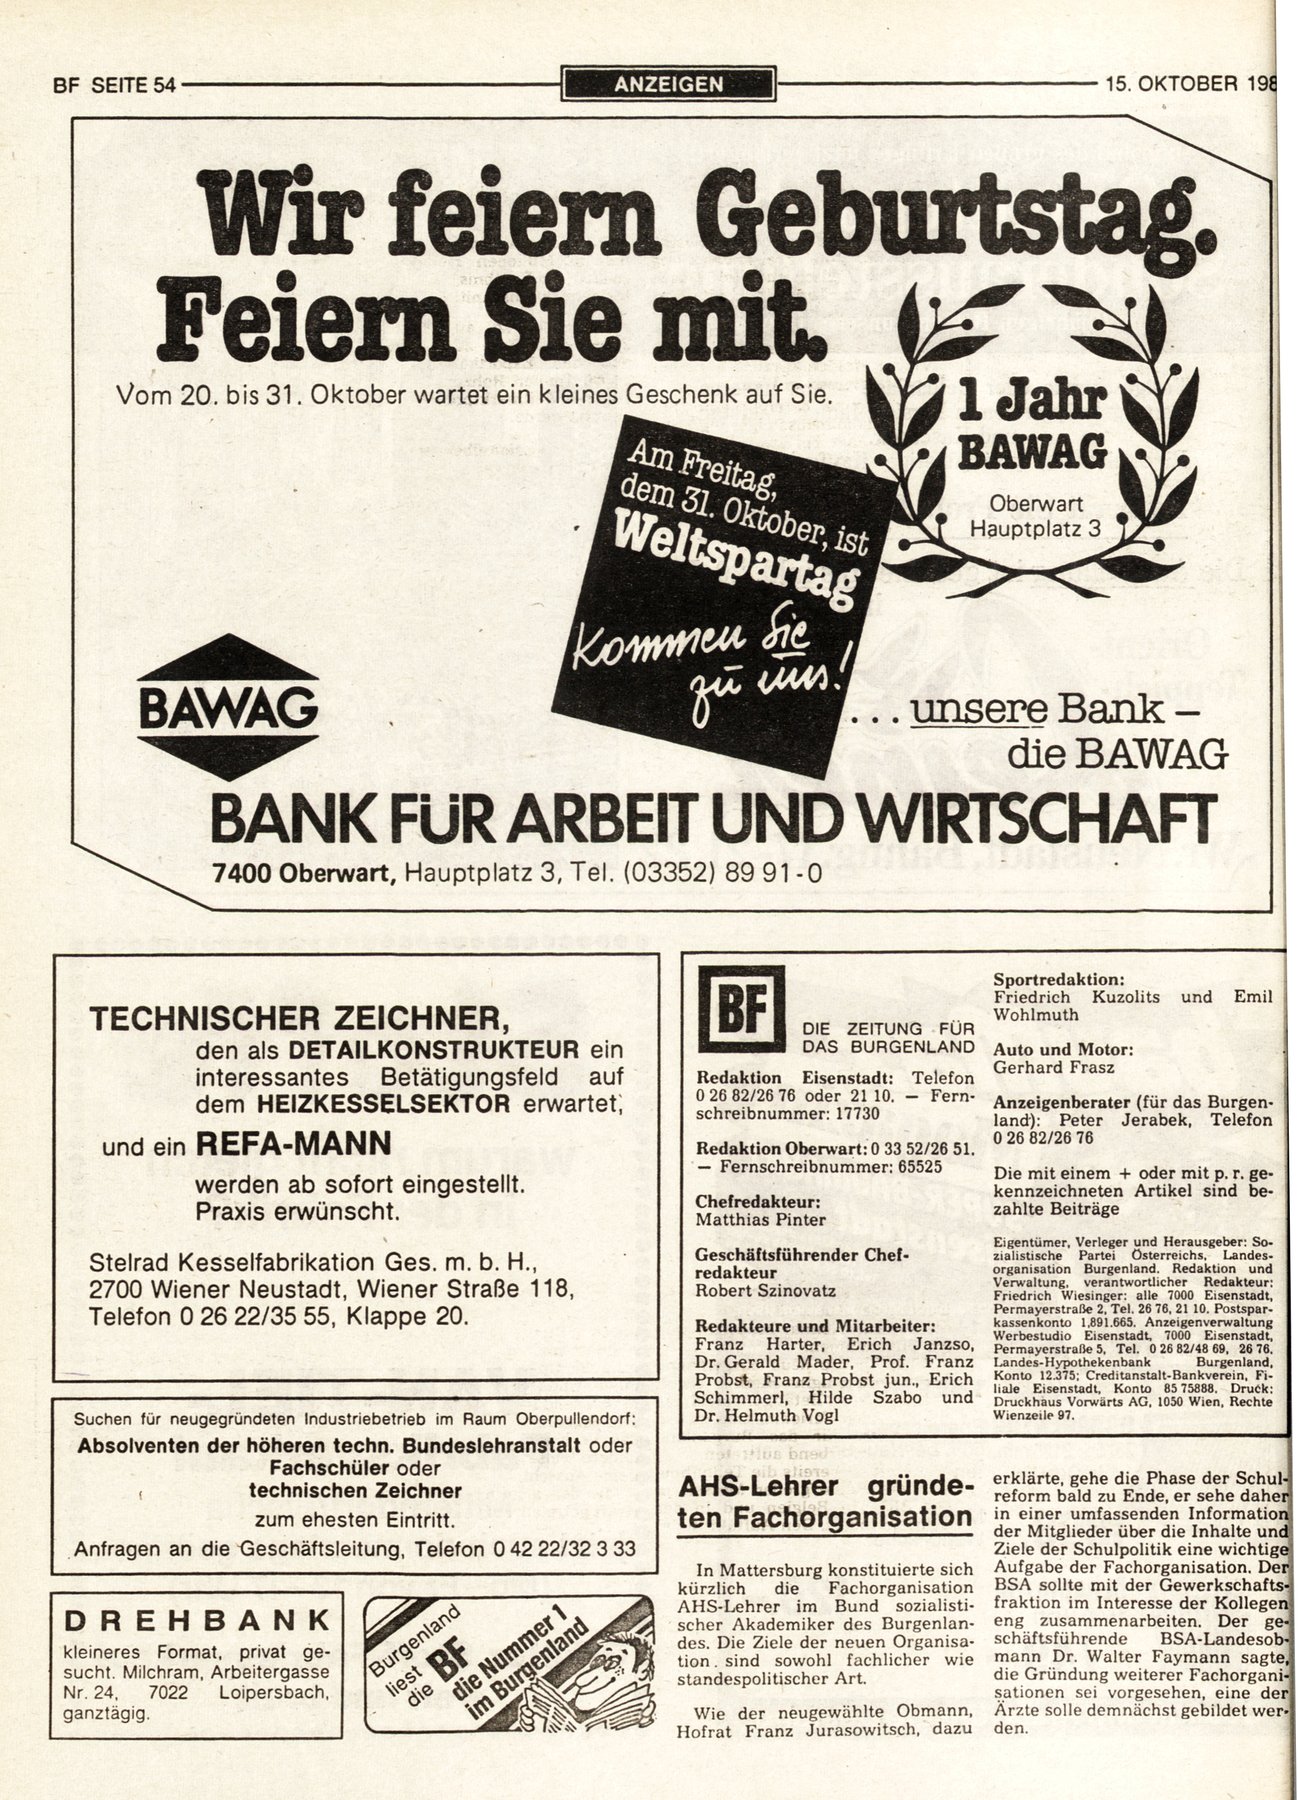 BF SEITE 54
ANZEIGEN
15. OKTOBER 198
Wir feiern Geburtstag.
Feiern Sie mit.
Vom 20. bis 31. Oktober wartet ein kleines Geschenk auf Sie.
1 Jahr
BAWAG
Oberwart
Hauptplatz 3
Am Freitag,
dem 31. Oktober, ist
Weltspartag
Kommen Sie
zu uns!
BAWAG
. . . unsere Bank –
die BAWAG
BANK FÜR ARBEIT UND WIRTSCHAFT
7400 Oberwart, Hauptplatz 3, Tel. (03352) 89 91-0
TECHNISCHER ZEICHNER,
den als DETAILKONSTRUKTEUR ein
interessantes Betätigungsfeld auf
dem HEIZKESSELSEKTOR erwartet,
und ein REFA-MANN
werden ab sofort eingestellt.
Praxis erwünscht.
Stelrad Kesselfabrikation Ges. m. b. H.,
2700 Wiener Neustadt, Wiener Straße 118,
Telefon 0 26 22/35 55, Klappe 20.
Suchen für neugegründeten Industriebetrieb im Raum Oberpullendorf:
Absolventen der höheren techn. Bundeslehranstalt oder
Fachschüler oder
technischen Zeichner
zum ehesten Eintritt.
Anfragen an die Geschäftsleitung, Telefon 0 42 22/32 3 33
DREHBANK
kleineres Format, privat ge-
sucht. Milchram, Arbeitergasse
Nr. 24, 7022 Loipersbach,
ganztägig.
Burgenland
liest
die BF
die Nummer 1
im Burgenland
BF
DIE ZEITUNG FÜR
DAS BURGENLAND
Redaktion Eisenstadt: Telefon
0 26 82/26 76 oder 21 10. — Fern-
schreibnummer: 17730
Redaktion Oberwart: 0 33 52/26 51.
— Fernschreibnummer: 65525
Chefredakteur:
Matthias Pinter
Geschäftsführender Chef-
redakteur
Robert Szinovatz
Redakteure und Mitarbeiter:
Franz Harter, Erich Janzso,
Dr. Gerald Mader, Prof. Franz
Probst, Franz Probst jun., Erich
Schimmerl, Hilde Szabo und
Dr. Helmuth Vogl
Sportredaktion:
Friedrich Kuzolits und Emil
Wohlmuth
Auto und Motor:
Gerhard Frasz
Anzeigenberater (für das Burgen-
land): Peter Jerabek, Telefon
0 26 82/26 76
Die mit einem + oder mit p. r. ge-
kennzeichneten Artikel sind be-
zahlte Beiträge
Eigentümer, Verleger und Herausgeber: So-
zialistische Partei Österreichs, Landes-
organisation Burgenland. Redaktion und
Verwaltung, verantwortlicher Redakteur:
Friedrich Wiesinger: alle 7000 Eisenstadt,
Permayerstraße 2, Tel. 26 76, 21 10. Postspar-
kassenkonto 1,891.665. Anzeigenverwaltung
Werbestudio Eisenstadt, 7000 Eisenstadt,
Permayerstraße 5, Tel. 0 26 82/48 69, 26 76.
Landes-Hypothekenbank Burgenland,
Konto 12.375; Creditanstalt-Bankverein, Fi-
liale Eisenstadt, Konto 85 75888. Druck:
Druckhaus Vorwärts AG, 1050 Wien, Rechte
Wienzeile 97.
AHS-Lehrer gründe-
ten Fachorganisation
In Mattersburg konstituierte sich
kürzlich die Fachorganisation
AHS-Lehrer im Bund sozialisti-
scher Akademiker des Burgenlan-
des. Die Ziele der neuen Organisa-
tion sind sowohl fachlicher wie
standespolitischer Art.
Wie der neugewählte Obmann,
Hofrat Franz Jurasowitsch, dazu
erklärte, gehe die Phase der Schul-
reform bald zu Ende, er sehe daher
in einer umfassenden Information
der Mitglieder über die Inhalte und
Ziele der Schulpolitik eine wichtige
Aufgabe der Fachorganisation. Der
BSA sollte mit der Gewerkschafts-
fraktion im Interesse der Kollegen
eng zusammenarbeiten. Der ge-
schäftsführende BSA-Landesob-
mann Dr. Walter Faymann sagte,
die Gründung weiterer Fachorgani-
sationen sei vorgesehen, eine der
Ärzte solle demnächst gebildet wer-
den.